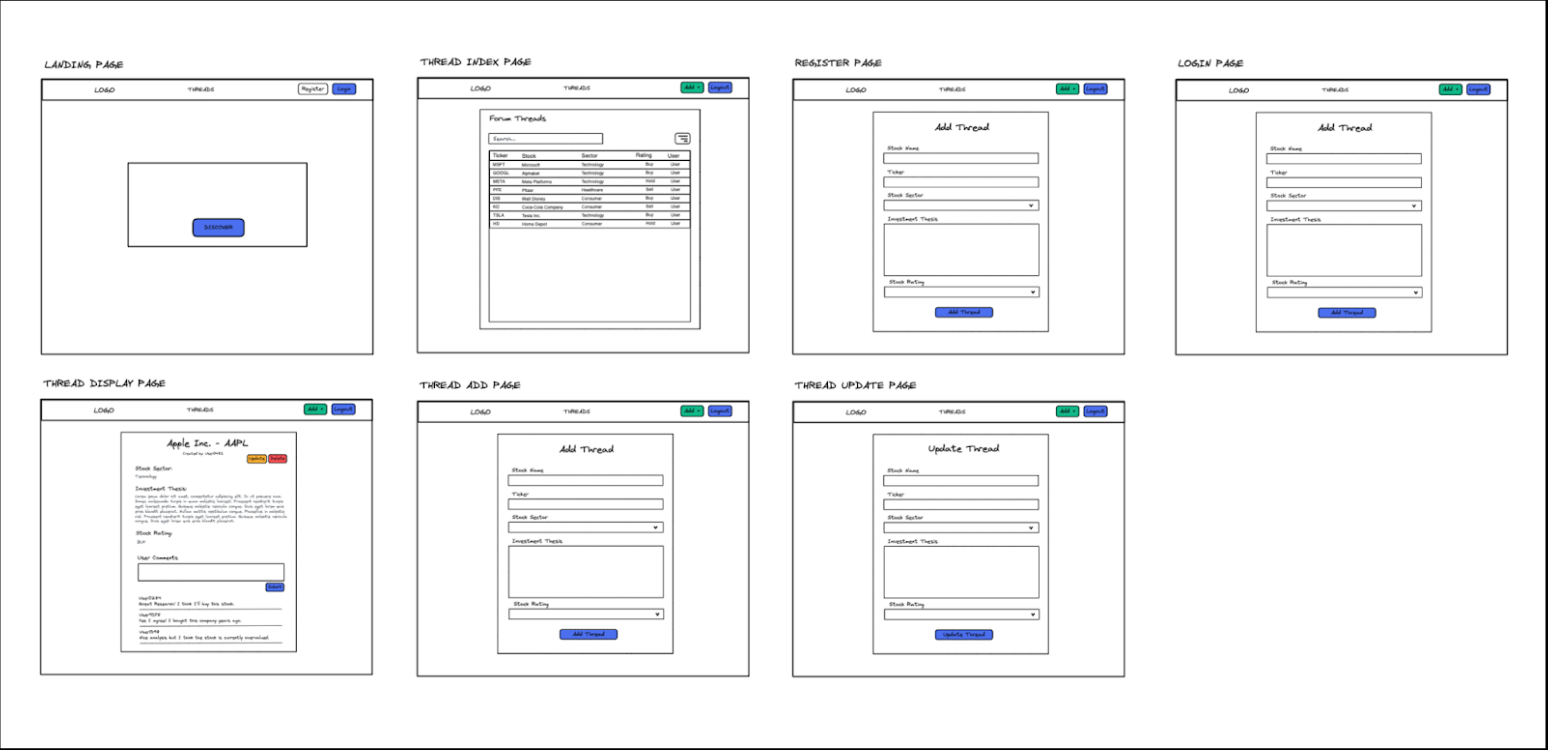 LANDING PAGE
LOGO THREADS Register Login
DISCOVER
THREAD INDEX PAGE
LOGO THREADS Add + Logout
Forum Threads
Search...
Ticker Stock Sector Rating User
MSFT Microsoft Technology Buy User
GOOGL Alphabet Technology Buy User
META Meta Platforms Technology Hold User
PFE Pfizer Healthcare Sell User
DIS Walt Disney Consumer Buy User
KO Coca Cola Company Consumer Sell User
TSLA Tesla Inc. Technology Buy User
HD Home Depot Consumer Hold User
REGISTER PAGE
LOGO THREADS Add + Logout
Add Thread
Stock Name
Ticker
Stock Sector
Investment Thesis
Stock Rating
Add Thread
LOGIN PAGE
LOGO THREADS Add + Logout
Add Thread
Stock Name
Ticker
Stock Sector
Investment Thesis
Stock Rating
Add Thread
THREAD DISPLAY PAGE
LOGO THREADS Add + Logout
Apple Inc. - AAPL
Created by
Update Delete
Stock Sector:
Technology
Investment Thesis:
Stock Rating:
User Comments:
Submit
Great Research! I think I'll buy this stock.
Yes I agree! I bought this company years ago.
Nice analysis but I think the stock is currently overvalued.
THREAD ADD PAGE
LOGO THREADS Add + Logout
Add Thread
Stock Name
Ticker
Stock Sector
Investment Thesis
Stock Rating
Add Thread
THREAD UPDATE PAGE
LOGO THREADS Add + Logout
Update Thread
Stock Name
Ticker
Stock Sector
Investment Thesis
Stock Rating
Update Thread